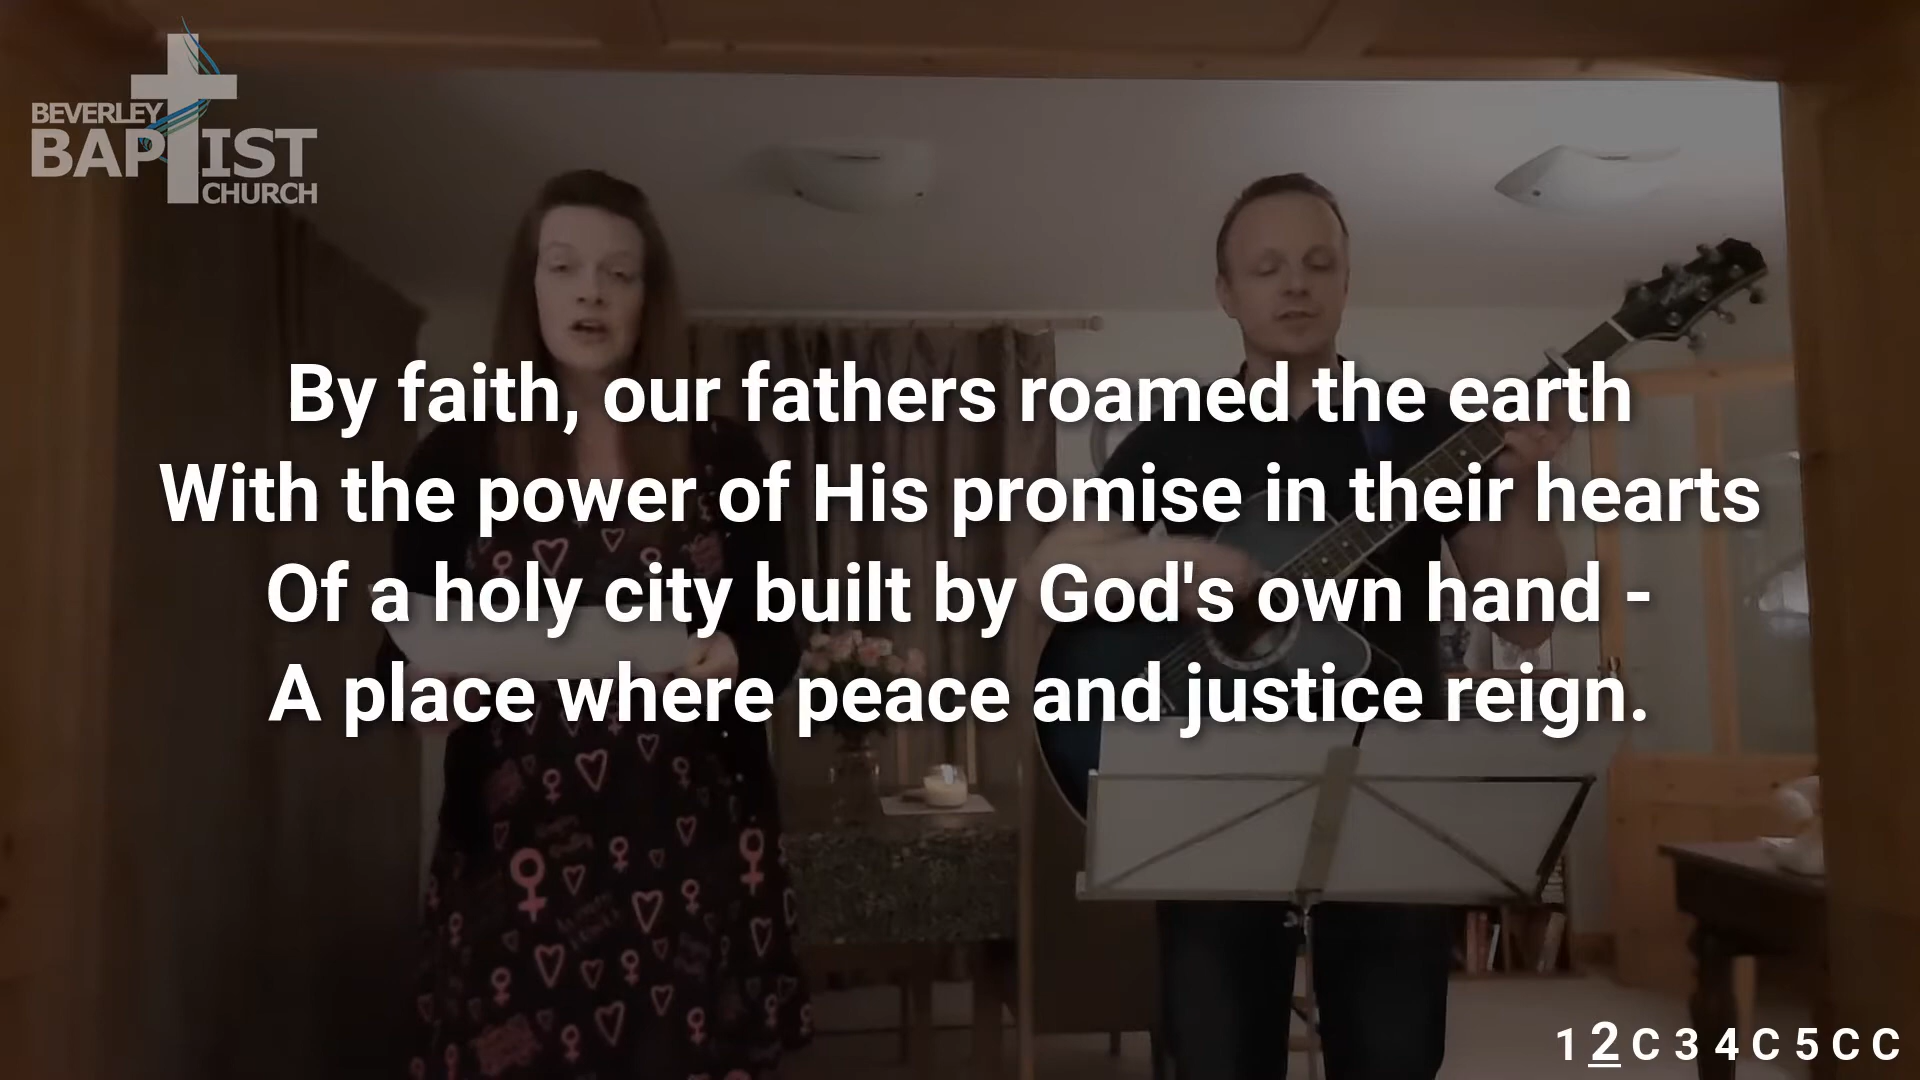 BEVERLEY
BAPTIST
CHURCH
By faith, our fathers roamed the earth
With the power of His promise in their hearts
Of a holy city built by God's own hand -
A place where peace and justice reign.
1 2 C 3 4 C 5 C C